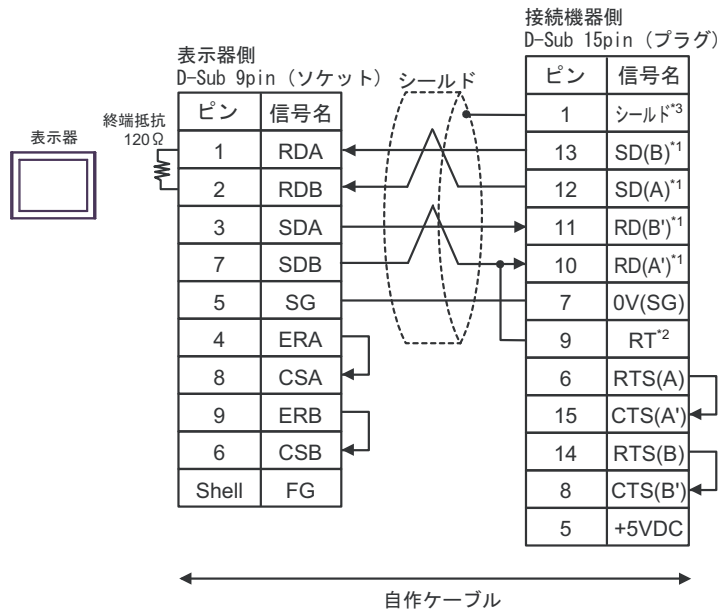 接続機器側
D-Sub 15pin（プラグ）
表示器側
D-Sub 9pin（ソケット）
シールド
終端抵抗
120Ω
表示器
ピン 信号名
1 RDA
2 RDB
3 SDA
7 SDB
5 SG
4 ERA
8 CSA
9 ERB
6 CSB
Shell FG
ピン 信号名
1 シールド*3
13 SD(B)*1
12 SD(A)*1
11 RD(B')*1
10 RD(A')*1
7 0V(SG)
9 RT*2
6 RTS(A)
15 CTS(A')
14 RTS(B)
8 CTS(B')
5 +5VDC
自作ケーブル